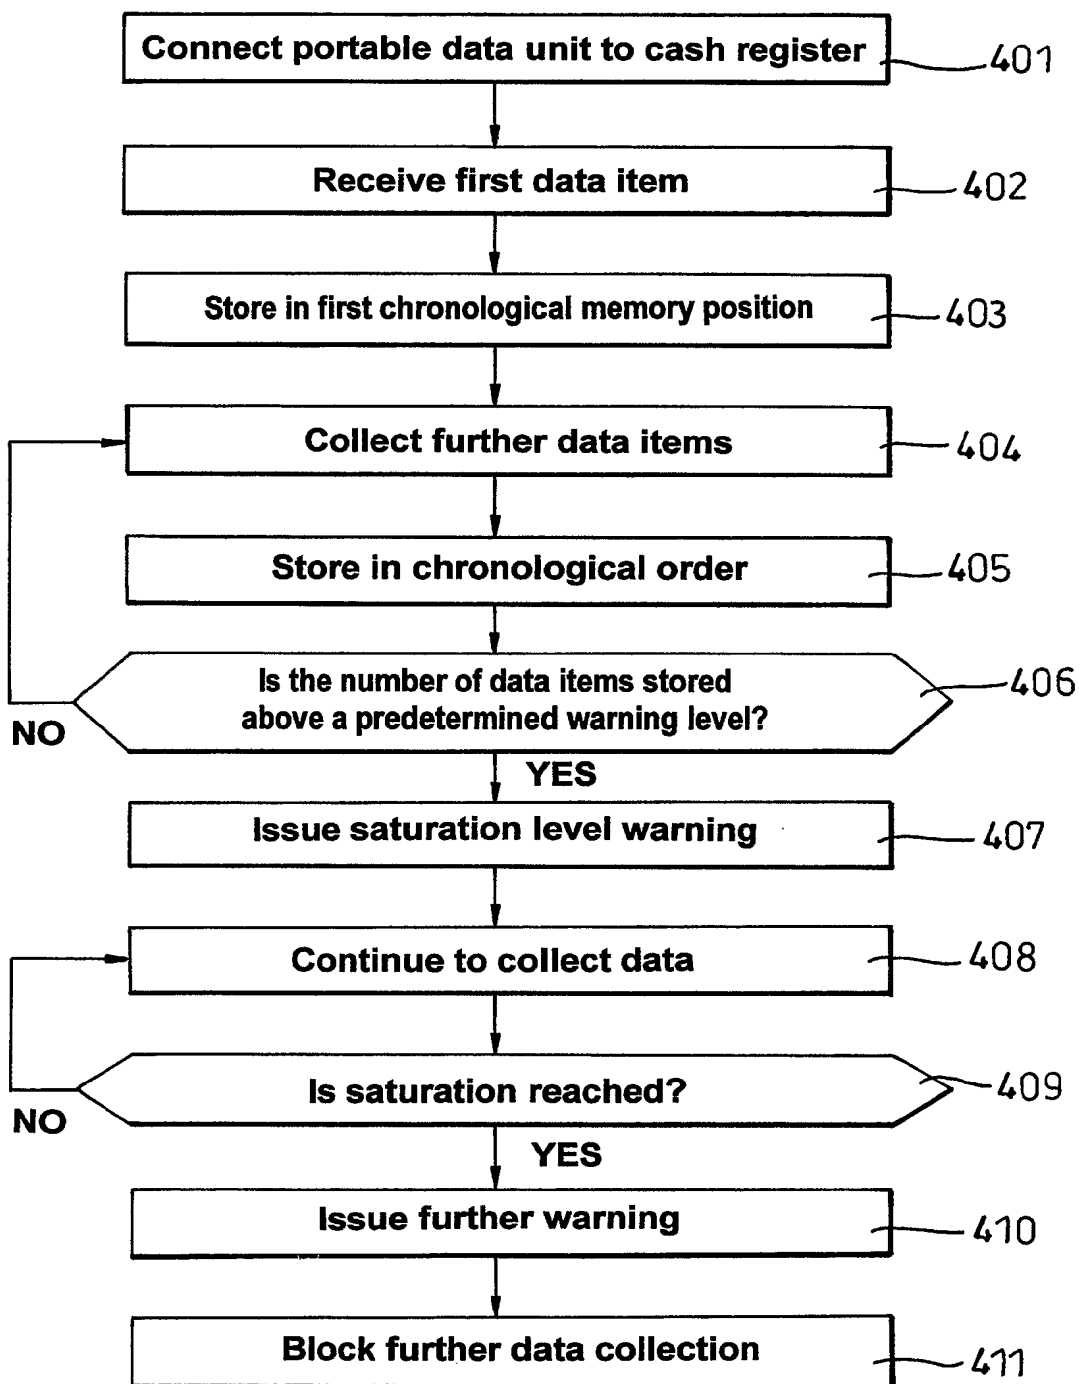 Connect portable data unit to cash register
401
Receive first data item
402
Store in first chronological memory position
403
Collect further data items
404
Store in chronological order
405
Is the number of data items stored
above a predetermined warning level?
406
NO
YES
Issue saturation level warning
407
Continue to collect data
408
Is saturation reached?
409
NO
YES
Issue further warning
410
Block further data collection
411